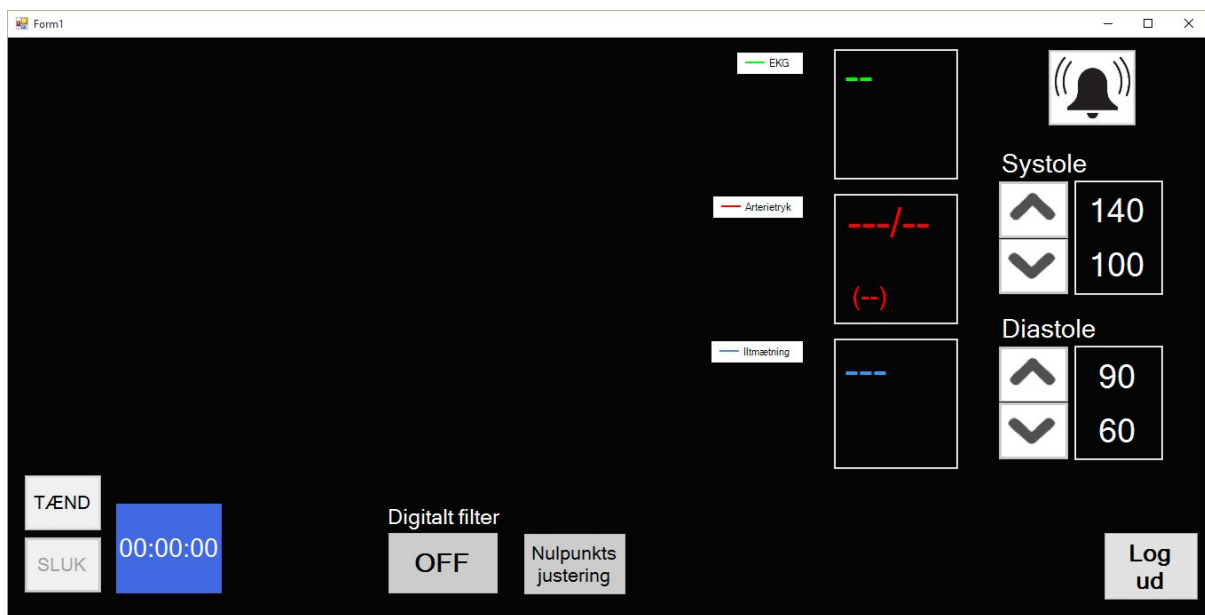 Form1
EKG
--
Arterietryk
---/--
(--)
Iltmætning
---
Systole
140
100
Diastole
90
60
TÆND
SLUK
00:00:00
Digitalt filter
OFF
Nulpunkts
justering
Log
ud